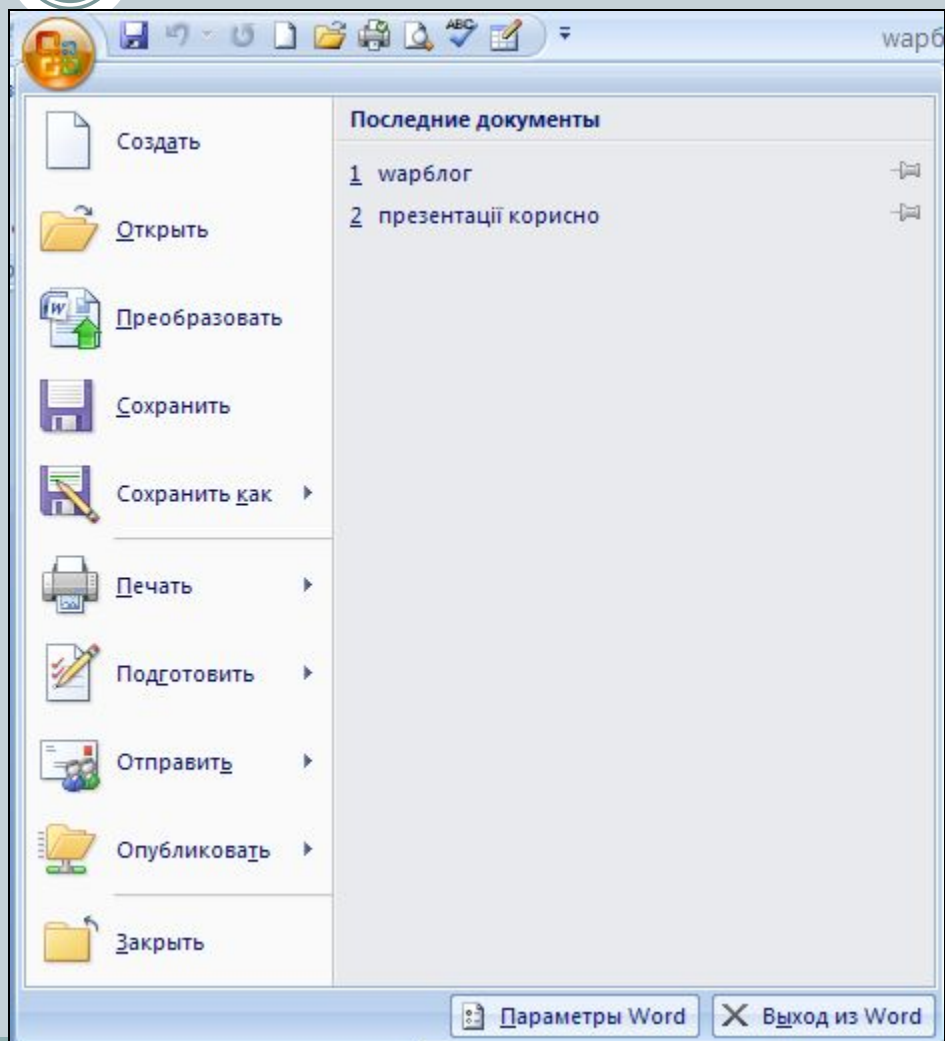 ABC
wapб
Создать
Открыть
Преобразовать
Сохранить
Сохранить как
Печать
Подготовить
Отправить
Опубликовать
Закрыть
Последние документы
1 wapблог
2 презентації корисно
Параметры Word
Выход из Word